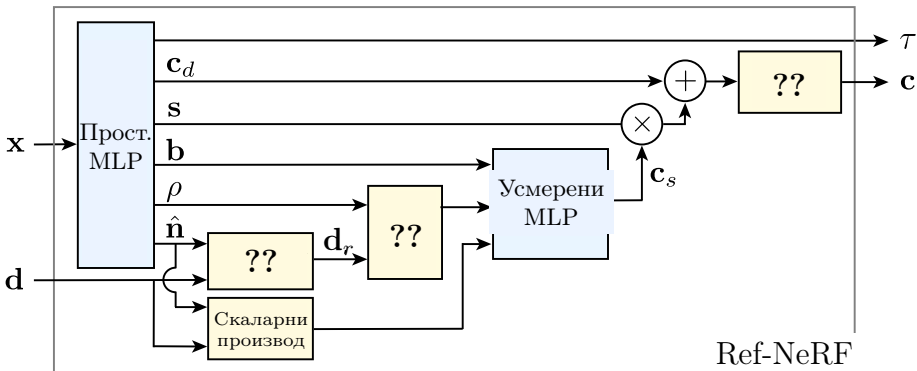 τ
c_d
c
??
s
Прост.
MLP
x
b
c_s
Усмерени
MLP
ρ
n̂
d_r
??
??
d
Скаларни
производ
Ref-NeRF
+
×